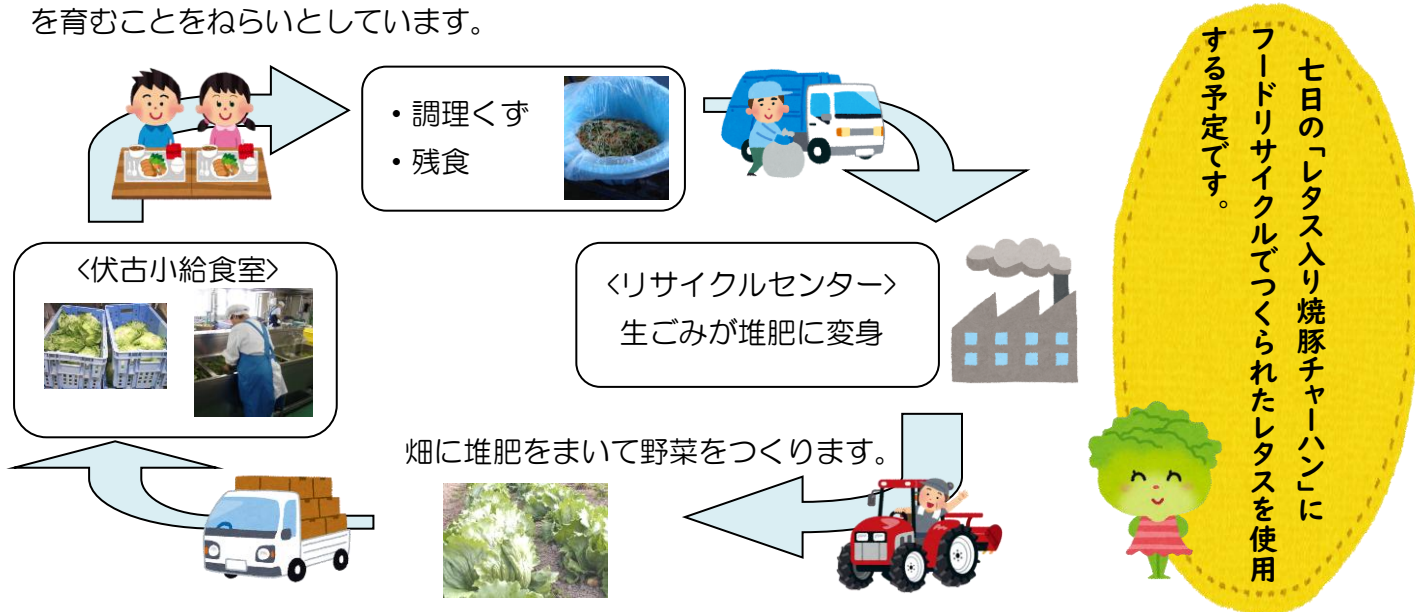 を育むことをねらいとしています。
・調理くず
・残食
<伏古小給食室>
<リサイクルセンター>
生ごみが堆肥に変身
畑に堆肥をまいて野菜をつくります。
七日の「レタス入り焼豚チャーハン」に
フードリサイクルでつくられたレタスを使用
する予定です。